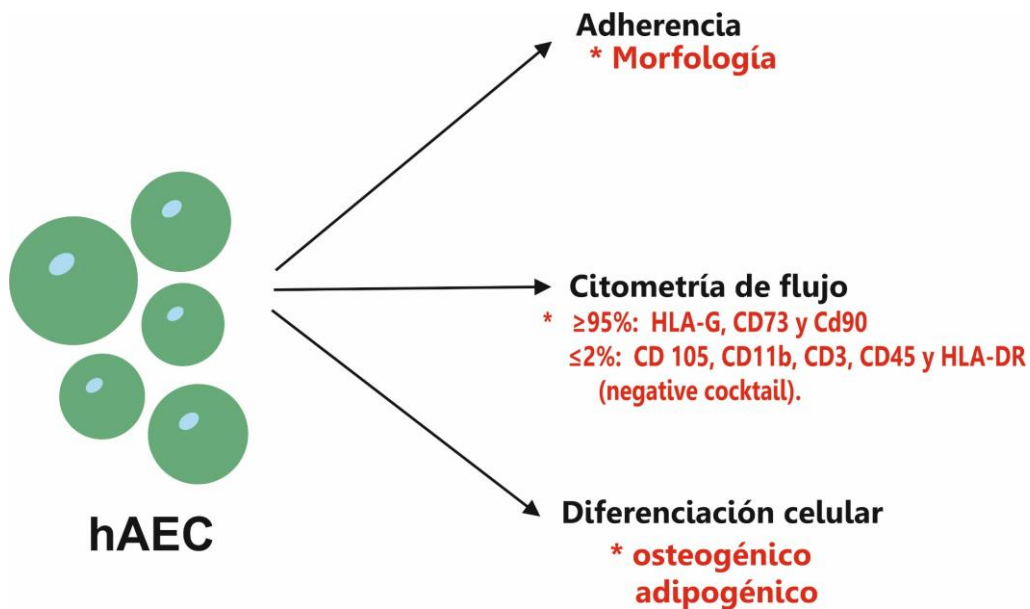 Adherencia
* Morfología
Citometría de flujo
* ≥95%: HLA-G, CD73 y Cd90
≤2%: CD 105, CD11b, CD3, CD45 y HLA-DR
(negative cocktail).
hAEC
Diferenciación celular
* osteogénico
adipogénico